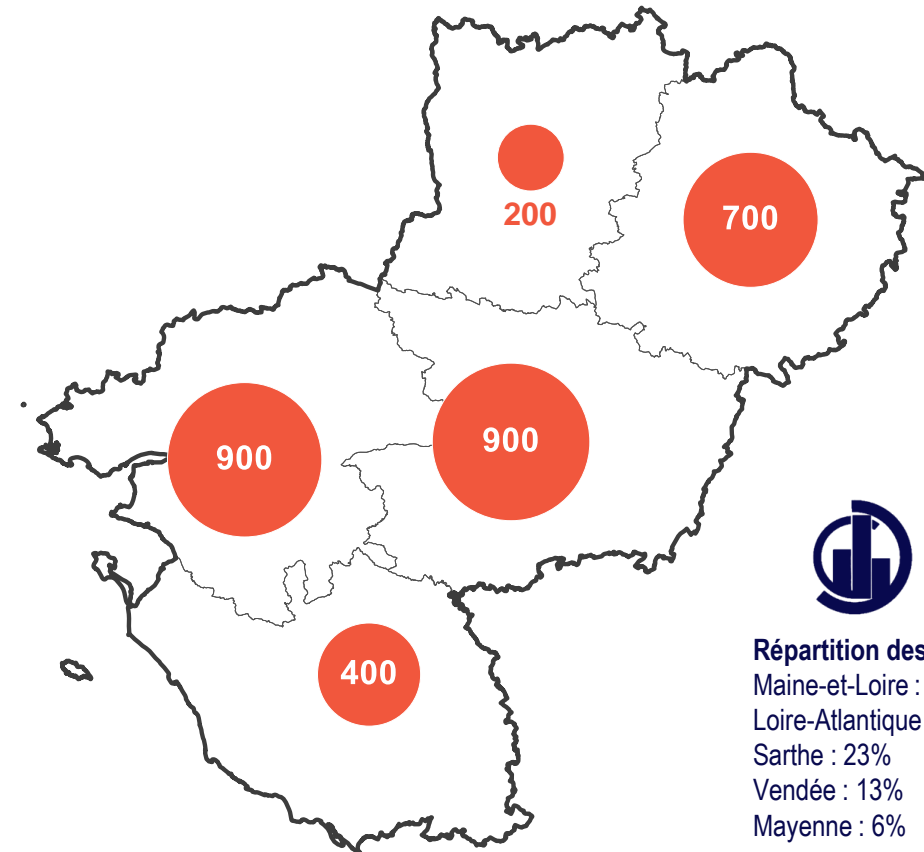 200
700
900
900
400
Répartition des
Maine-et-Loire :
Loire-Atlantique
Sarthe : 23%
Vendée : 13%
Mayenne : 6%